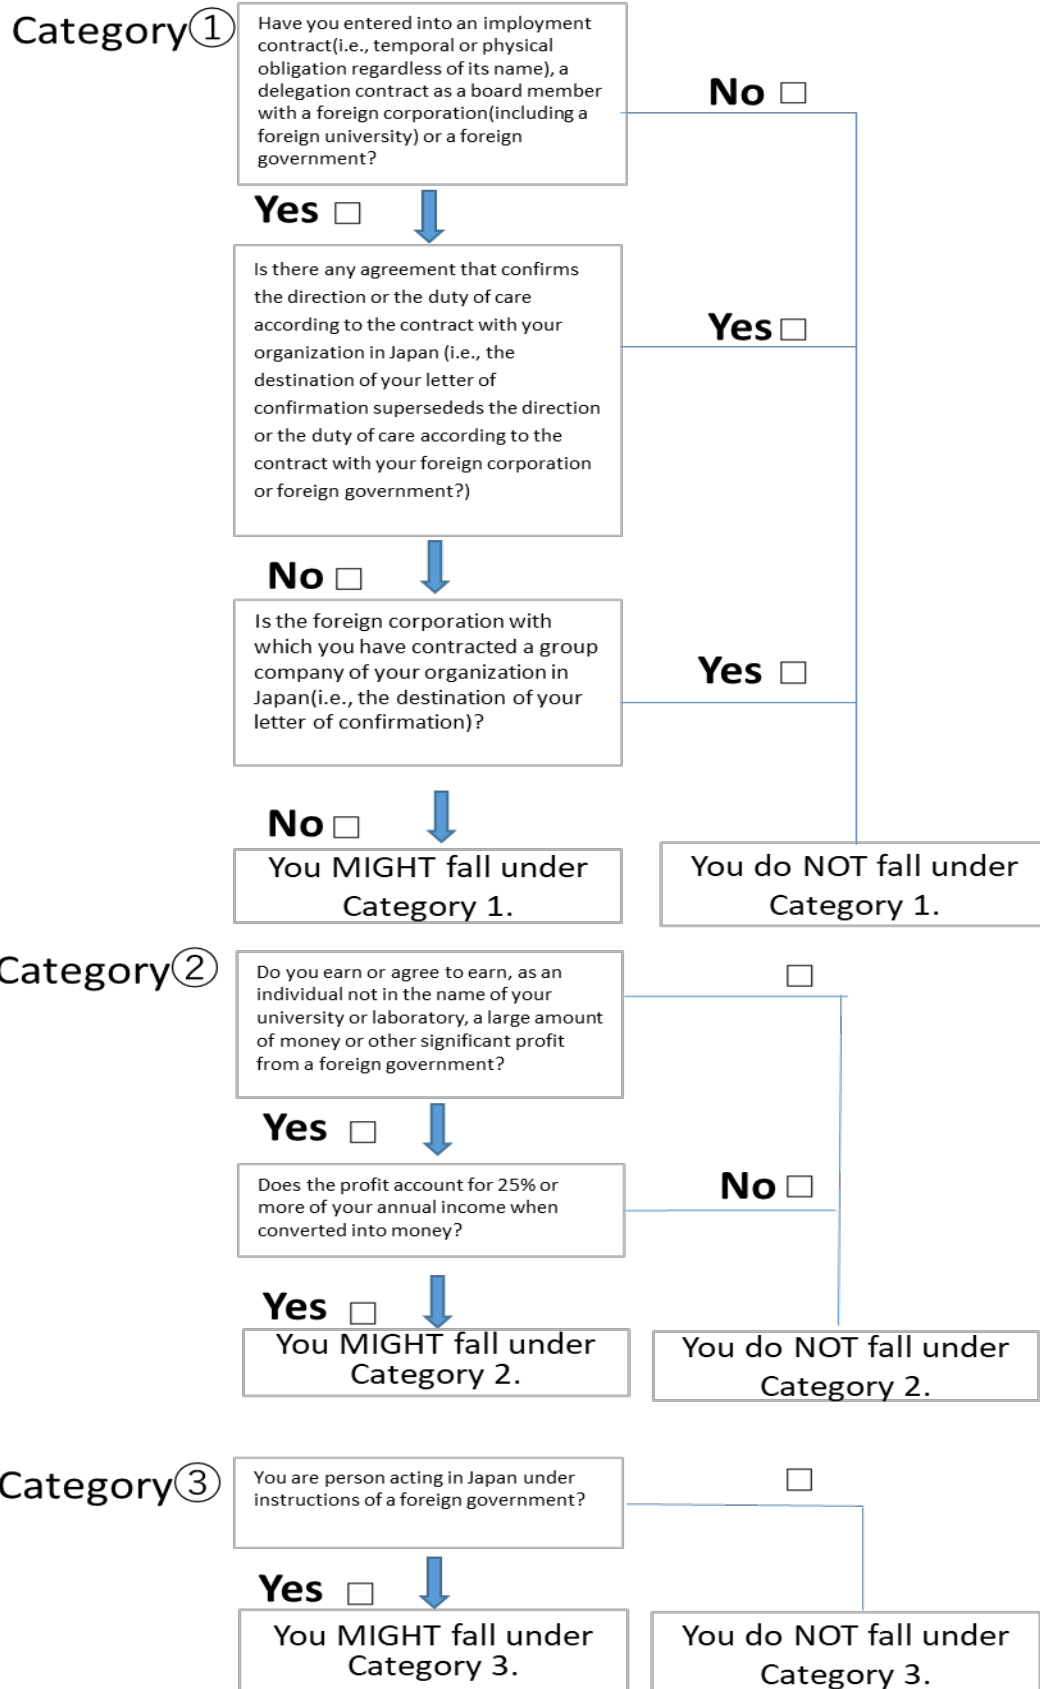 Category①
Have you entered into an imployment
contract(i.e., temporal or physical
obligation regardless of its name), a
delegation contract as a board member
with a foreign corporation(including a
foreign university) or a foreign
government?
No □
Yes □
Is there any agreement that confirms
the direction or the duty of care
according to the contract with your
organization in Japan (i.e., the
destination of your letter of
confirmation supersededs the direction
or the duty of care according to the
contract with your foreign corporation
or foreign government?)
Yes □
No □
Is the foreign corporation with
which you have contracted a group
company of your organization in
Japan(i.e., the destination of your
letter of confirmation)?
Yes □
No □
You MIGHT fall under
Category 1.
You do NOT fall under
Category 1.
Category②
Do you earn or agree to earn, as an
individual not in the name of your
university or laboratory, a large amount
of money or other significant profit
from a foreign government?
□
Yes □
Does the profit account for 25% or
more of your annual income when
converted into money?
No □
Yes □
You MIGHT fall under
Category 2.
You do NOT fall under
Category 2.
Category③
You are person acting in Japan under
instructions of a foreign government?
□
Yes □
You MIGHT fall under
Category 3.
You do NOT fall under
Category 3.